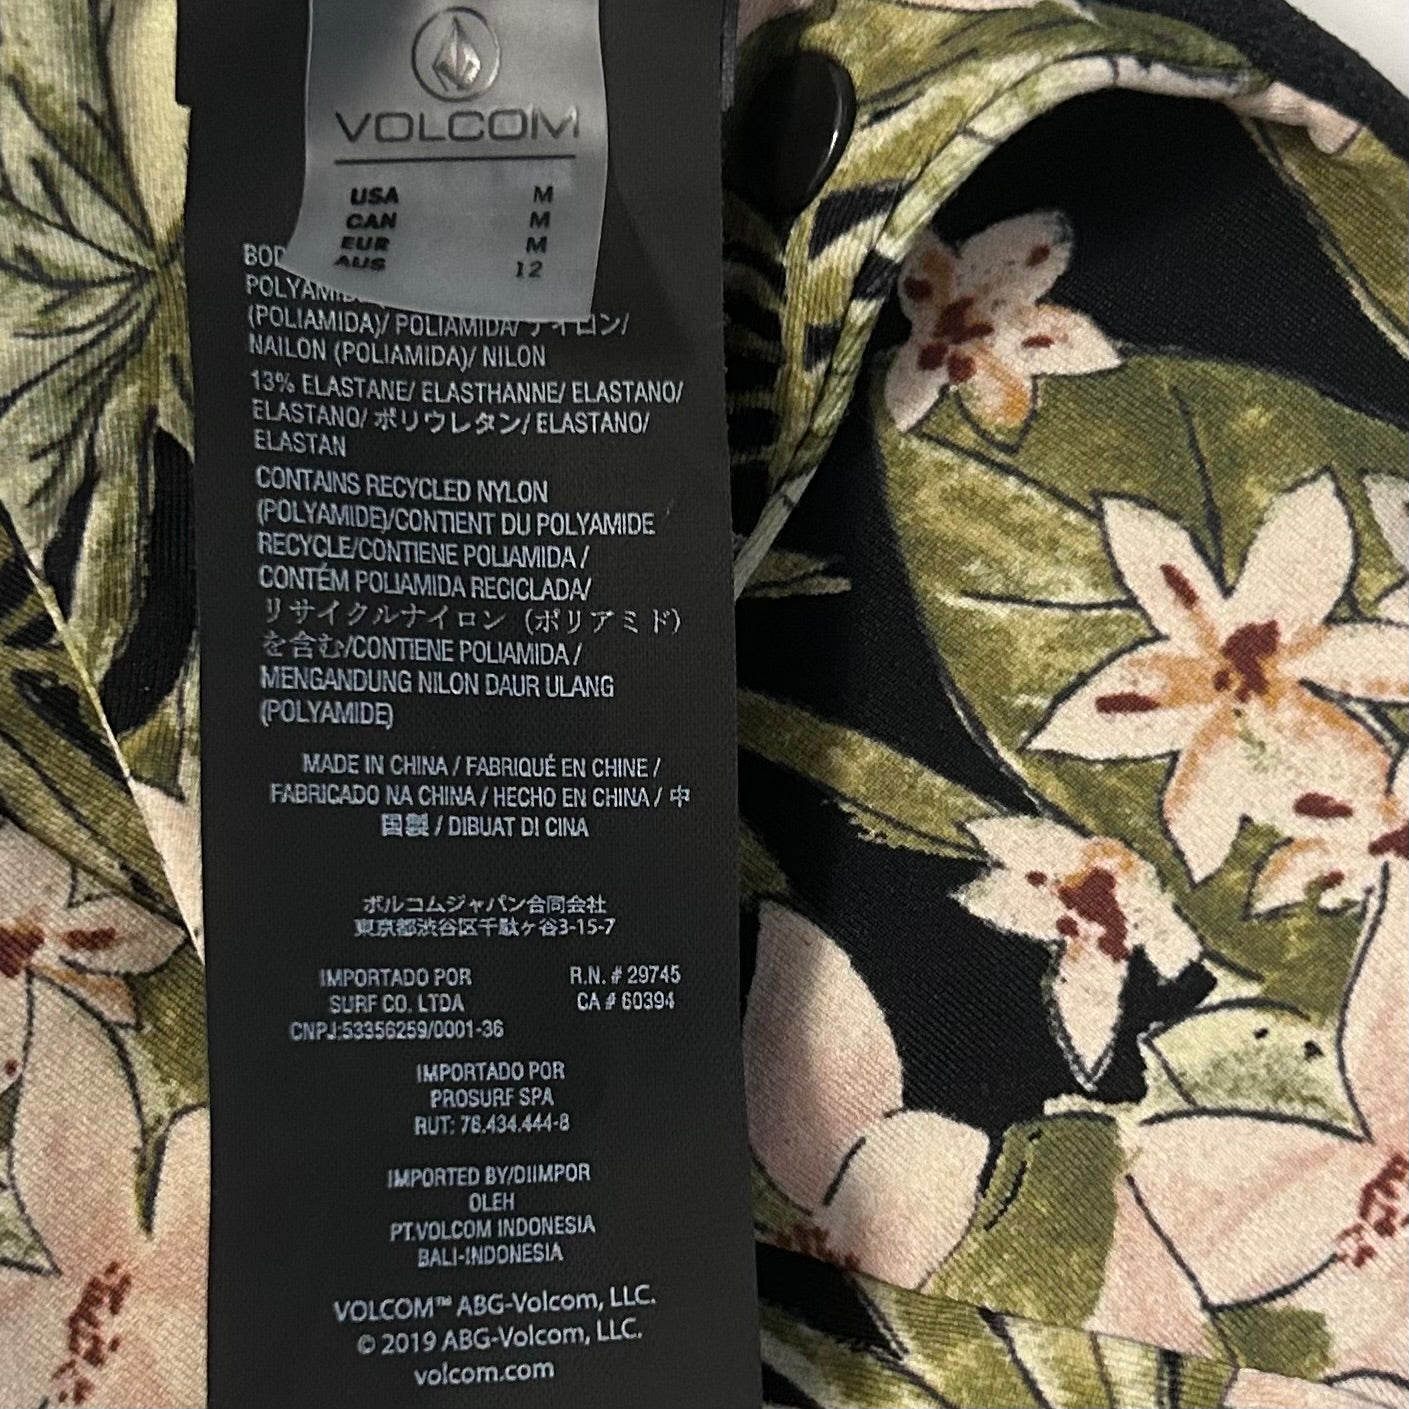 VOLCOM
USA M
CAN M
EUR M
AUS 12
POLYAMID
(POLIAMIDA)/ POLIAMIDA/ ナイロン/
NAILON (POLIAMIDA)/ NILON
13% ELASTANE/ ELASTHANNE/ ELASTANO/
ELASTANO/ ポリウレタン/ ELASTANO/
ELASTAN
CONTAINS RECYCLED NYLON
(POLYAMIDE)/CONTIENT DU POLYAMIDE
RECYCLE/CONTIENE POLIAMIDA /
CONTÉM POLIAMIDA RECICLADA/
リサイクルナイロン（ポリアミド）
を含む/CONTIENE POLIAMIDA /
MENGANDUNG NILON DAUR ULANG
(POLYAMIDE)
MADE IN CHINA / FABRIQUÉ EN CHINE /
FABRICADO NA CHINA / HECHO EN CHINA / 中
国製 / DIBUAT DI CINA
ボルコムジャパン合同会社
東京都渋谷区千駄ヶ谷3-15-7
IMPORTADO POR
SURF CO. LTDA
CNPJ:53356259/0001-36
R.N. # 29745
CA # 60394
IMPORTADO POR
PROSURF SPA
RUT: 76.434.444-8
IMPORTED BY/DIIMPOR
OLEH
PT.VOLCOM INDONESIA
BALI-INDONESIA
VOLCOM™ ABG-Volcom, LLC.
© 2019 ABG-Volcom, LLC.
volcom.com